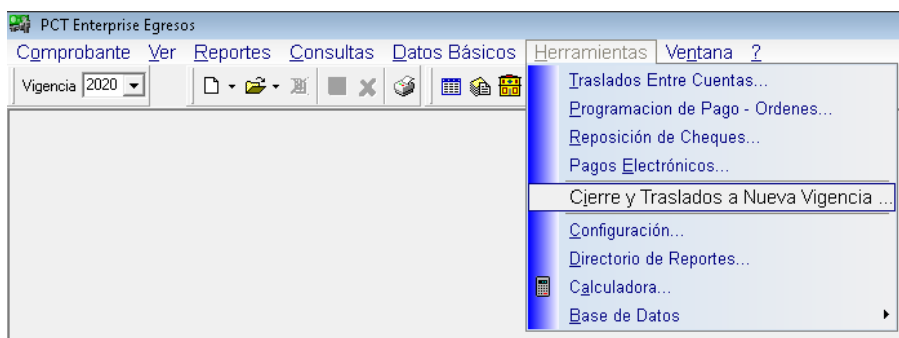 PCT Enterprise Egresos
Comprobante Ver Reportes Consultas Datos Básicos Herramientas Ventana ?
Vigencia 2020
Traslados Entre Cuentas...
Programacion de Pago - Ordenes...
Reposición de Cheques...
Pagos Electrónicos...
Cierre y Traslados a Nueva Vigencia ...
Configuración...
Directorio de Reportes...
Calculadora...
Base de Datos